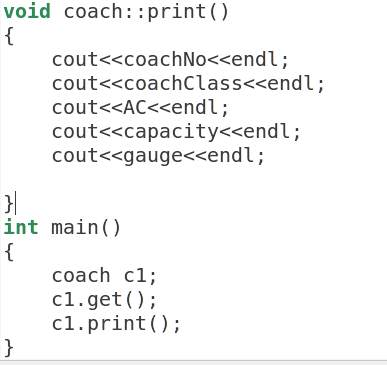 void coach::print()
{
    cout<<coachNo<<endl;
    cout<<coachClass<<endl;
    cout<<AC<<endl;
    cout<<capacity<<endl;
    cout<<gauge<<endl;

}
int main()
{
    coach c1;
    c1.get();
    c1.print();
}